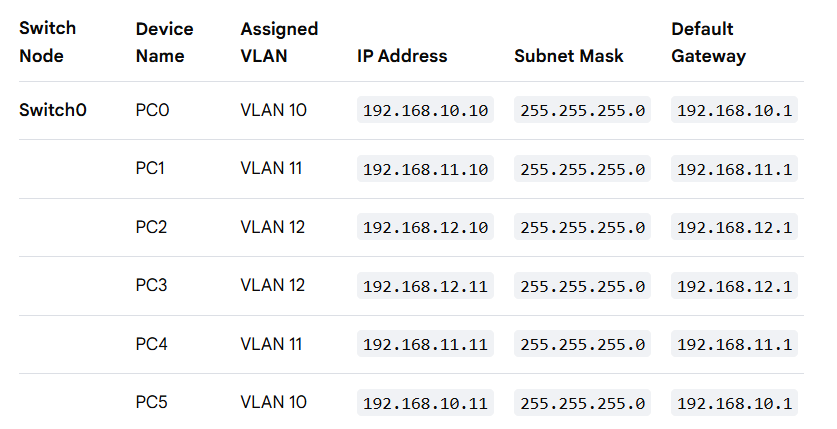 Switch Node Device Name Assigned VLAN IP Address Subnet Mask Default Gateway
Switch0 PC0 VLAN 10 192.168.10.10 255.255.255.0 192.168.10.1
PC1 VLAN 11 192.168.11.10 255.255.255.0 192.168.11.1
PC2 VLAN 12 192.168.12.10 255.255.255.0 192.168.12.1
PC3 VLAN 12 192.168.12.11 255.255.255.0 192.168.12.1
PC4 VLAN 11 192.168.11.11 255.255.255.0 192.168.11.1
PC5 VLAN 10 192.168.10.11 255.255.255.0 192.168.10.1